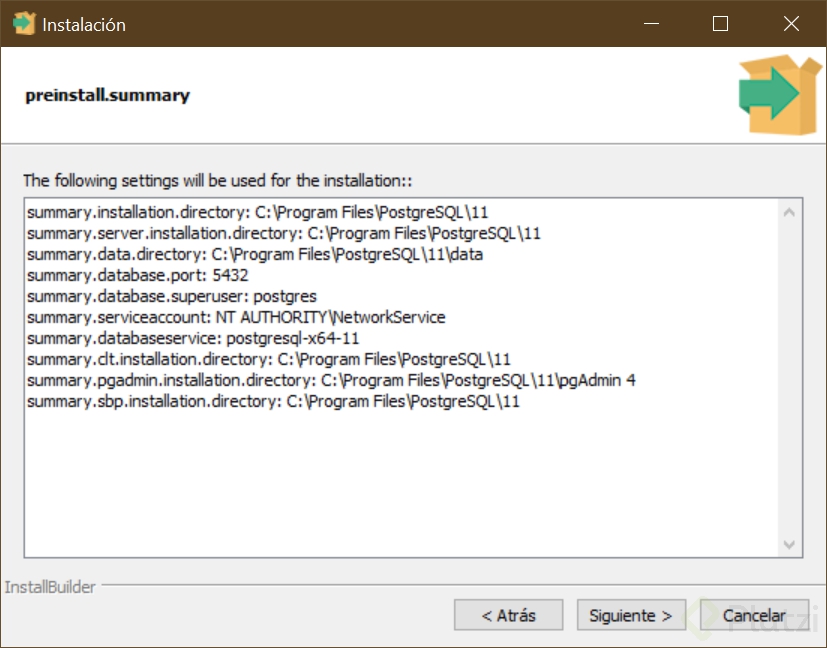 Instalación
preinstall.summary
The following settings will be used for the installation::
summary.installation.directory: C:\Program Files\PostgreSQL\11
summary.server.installation.directory: C:\Program Files\PostgreSQL\11
summary.data.directory: C:\Program Files\PostgreSQL\11\data
summary.database.port: 5432
summary.database.superuser: postgres
summary.serviceaccount: NT AUTHORITY\NetworkService
summary.databaseservice: postgresql-x64-11
summary.clt.installation.directory: C:\Program Files\PostgreSQL\11
summary.pgadmin.installation.directory: C:\Program Files\PostgreSQL\11\pgAdmin 4
summary.sbp.installation.directory: C:\Program Files\PostgreSQL\11
InstallBuilder
< Atrás Siguiente > Cancelar
Platzi